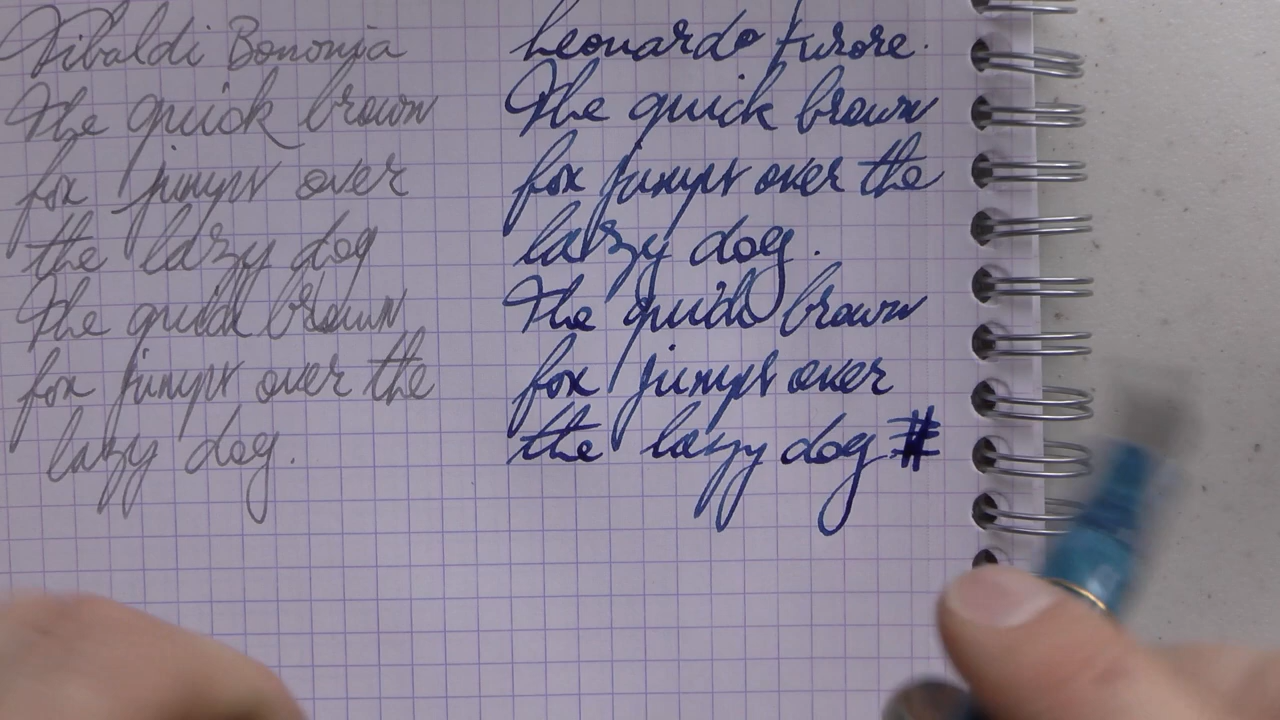 Tibaldi Bononia
The quick brown
fox jumps over
the lazy dog
The quick brown
fox jumps over the
lazy dog.
Leonardo Furore.
The quick brown
fox jumps over the
lazy dog.
The quick brown
fox jumps over
the lazy dog #